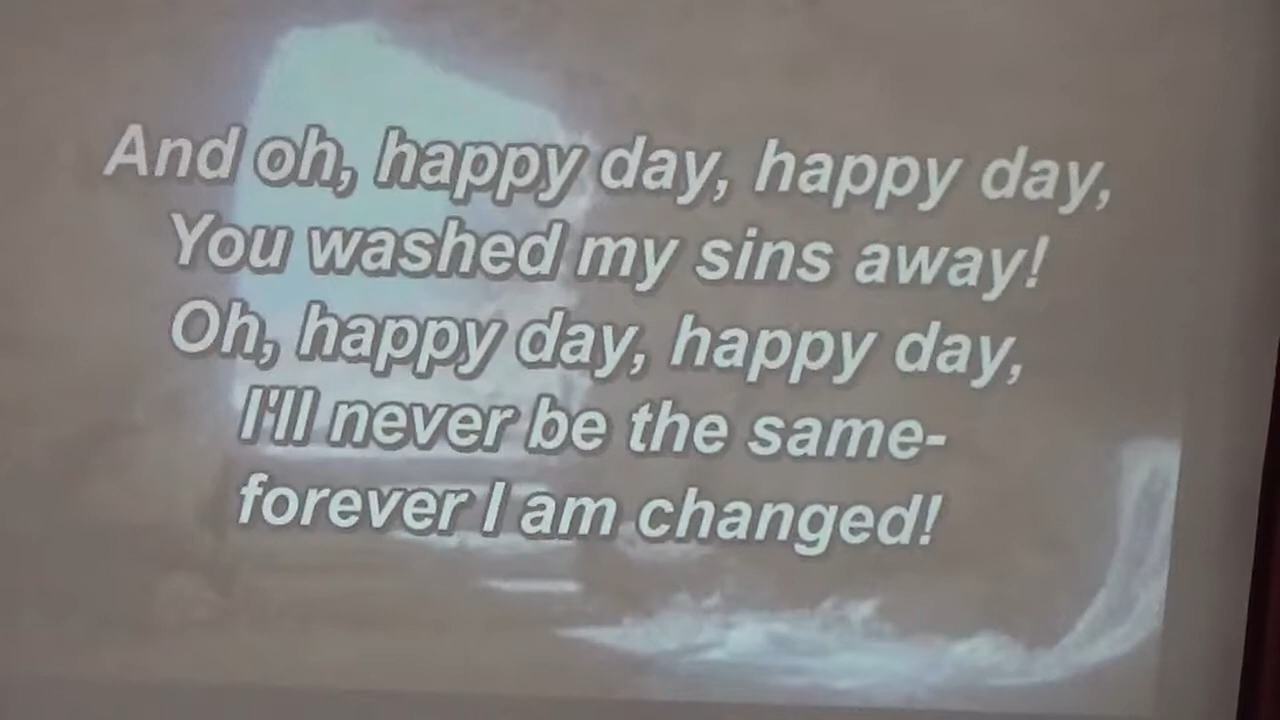 And oh, happy day, happy day,
You washed my sins away!
Oh, happy day, happy day,
I'll never be the same-
forever I am changed!